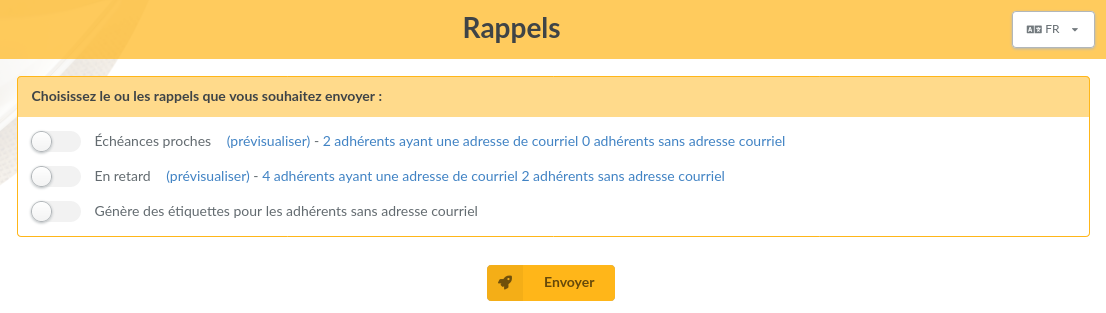 Rappels
FR
Choisissez le ou les rappels que vous souhaitez envoyer :
Échéances proches (prévisualiser) - 2 adhérents ayant une adresse de courriel 0 adhérents sans adresse courriel
En retard (prévisualiser) - 4 adhérents ayant une adresse de courriel 2 adhérents sans adresse courriel
Génère des étiquettes pour les adhérents sans adresse courriel
Envoyer